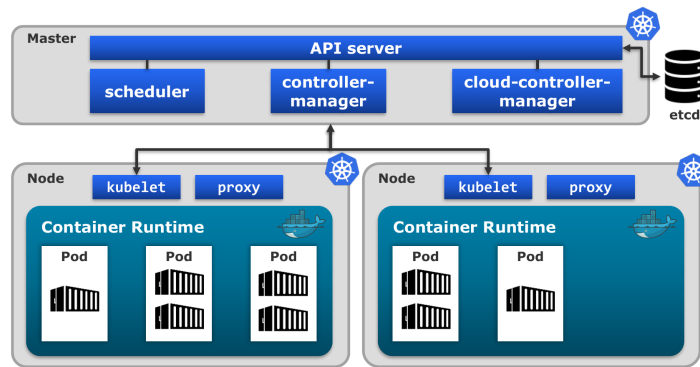 Master
API server
scheduler
controller-
manager
cloud-controller-
manager
etcd
Node
kubelet
proxy
Container Runtime
Pod
Pod
Pod
Node
kubelet
proxy
Container Runtime
Pod
Pod